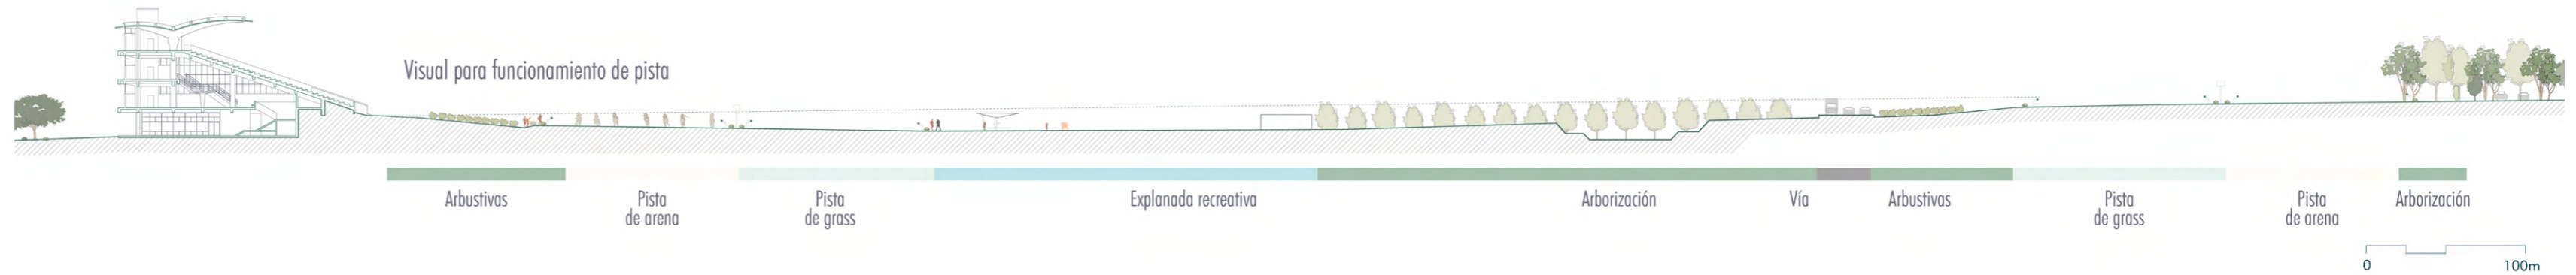 Visual para funcionamiento de pista
Arbustivas
Pista
de arena
Pista
de grass
Explanada recreativa
Arborización
Vía
Arbustivas
Pista
de grass
Pista
de arena
Arborización
0
100m